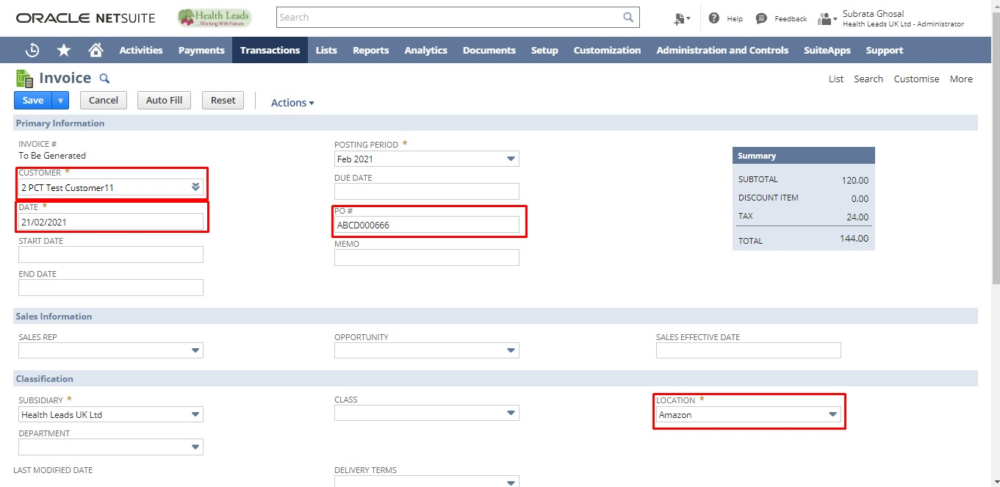 ORACLE NETSUITE
Health Leads
...Working With Nature
Search
Help
Feedback
Subrata Ghosal
Health Leads UK Ltd - Administrator
Activities
Payments
Transactions
Lists
Reports
Analytics
Documents
Setup
Customization
Administration and Controls
SuiteApps
Support
Invoice
List
Search
Customise
More
Save
Cancel
Auto Fill
Reset
Actions
Primary Information
INVOICE #
To Be Generated
CUSTOMER *
2 PCT Test Customer11
DATE *
21/02/2021
START DATE
END DATE
POSTING PERIOD *
Feb 2021
DUE DATE
PO #
ABCD000666
MEMO
Summary
SUBTOTAL 120.00
DISCOUNT ITEM 0.00
TAX 24.00
TOTAL 144.00
Sales Information
SALES REP
OPPORTUNITY
SALES EFFECTIVE DATE
Classification
SUBSIDIARY *
Health Leads UK Ltd
DEPARTMENT
CLASS
LOCATION *
Amazon
LAST MODIFIED DATE
DELIVERY TERMS